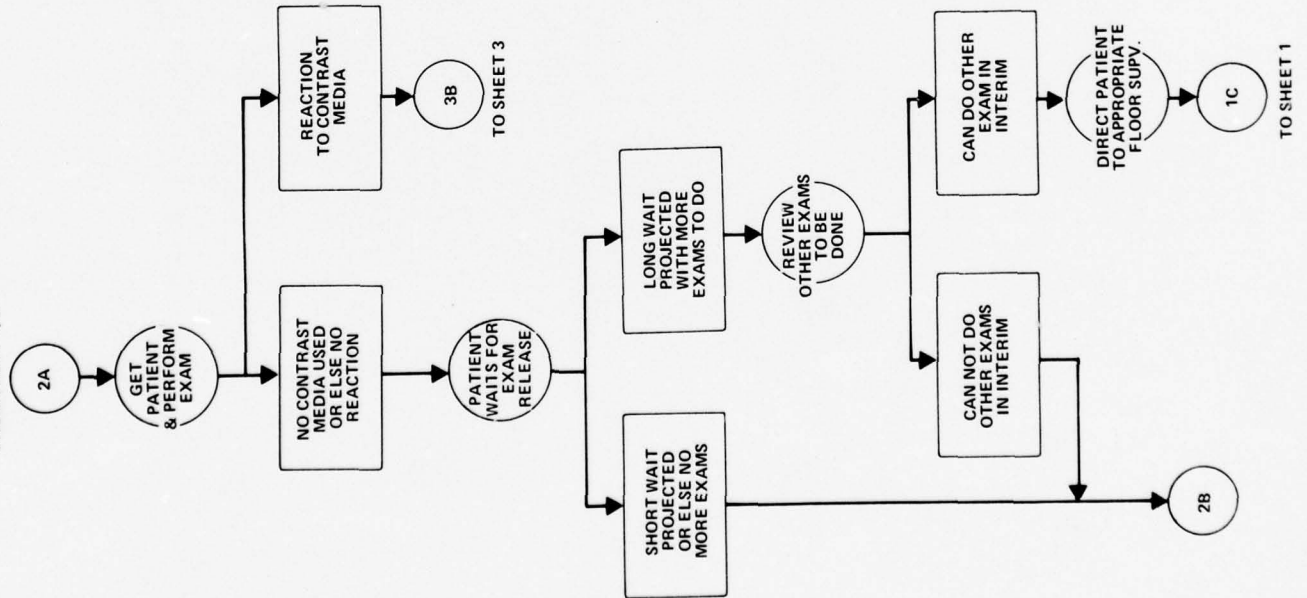 2A
GET
PATIENT
& PERFORM
EXAM
NO CONTRAST
MEDIA USED
OR ELSE NO
REACTION
REACTION
TO CONTRAST
MEDIA
3B
TO SHEET 3
PATIENT
WAITS FOR
EXAM
RELEASE
SHORT WAIT
PROJECTED
OR ELSE NO
MORE EXAMS
LONG WAIT
PROJECTED
WITH MORE
EXAMS TO DO
REVIEW
OTHER EXAMS
TO BE
DONE
CAN NOT DO
OTHER EXAMS
IN INTERIM
CAN DO OTHER
EXAM IN
INTERIM
DIRECT PATIENT
TO APPROPRIATE
FLOOR SUPV.
2B
1C
TO SHEET 1